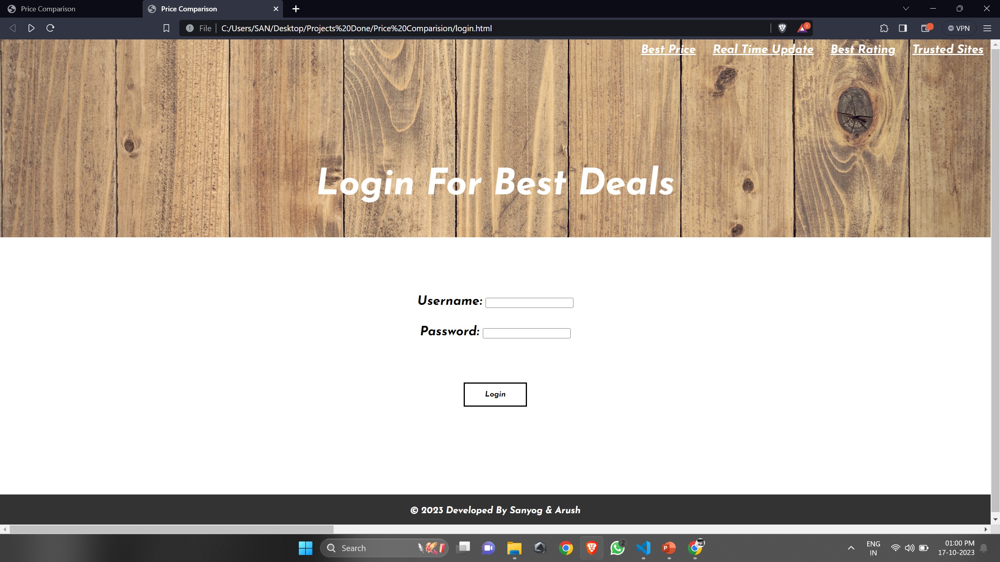 Price Comparison
Price Comparison
File
C:/Users/SAN/Desktop/Projects%20Done/Price%20Comparision/login.html
1
VPN
Best Price Real Time Update Best Rating Trusted Sites
Login For Best Deals
Username:
Password:
Login
© 2023 Developed By Sanyog & Arush
Search
2
P
ENG
IN
01:00 PM
17-10-2023